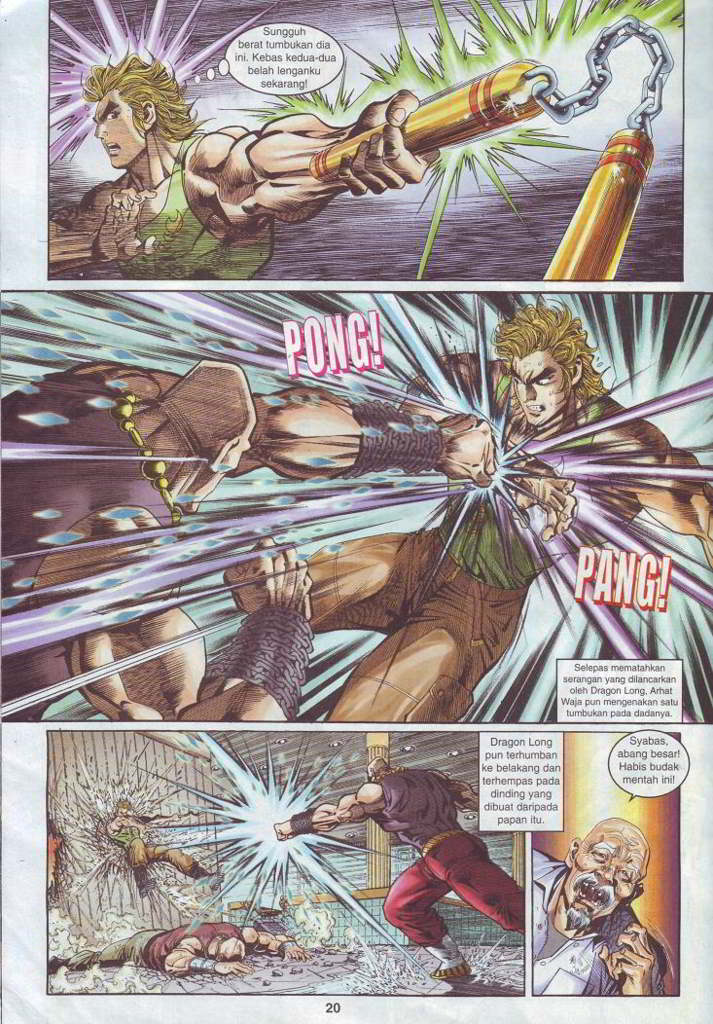 Sungguh
berat tumbukan dia
ini. Kebas kedua-dua
belah lenganku
sekarang!
PONG!
PANG!
Selepas mematahkan
serangan yang dilancarkan
oleh Dragon Long, Arhat
Waja pun mengenakan satu
tumbukan pada dadanya.
Dragon Long
pun terhumban
ke belakang dan
terhempas pada
dinding yang
dibuat daripada
papan itu.
Syabas,
abang besar!
Habis budak
mentah ini!
20